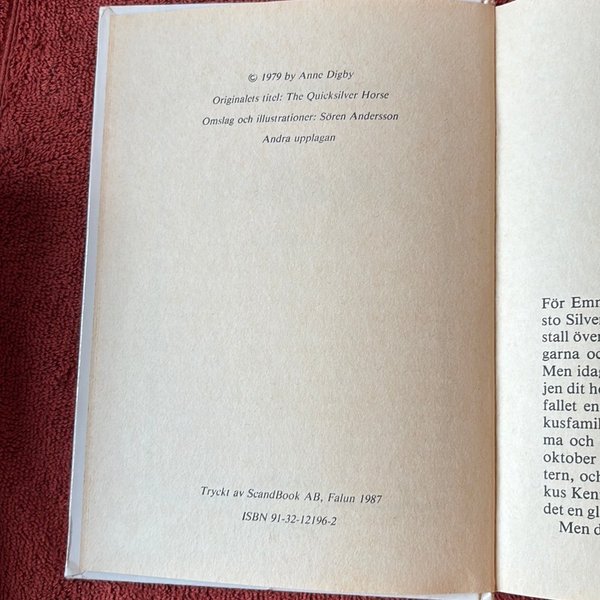 © 1979 by Anne Digby
Originalets titel: The Quicksilver Horse
Omslag och illustrationer: Sören Andersson
Andra upplagan
Tryckt av ScandBook AB, Falun 1987
ISBN 91-32-12196-2
För Emm
sto Silve
stall över
garna oc
Men idag
jen dit h
fallet en
kusfamil
ma och
oktober
tern, och
kus Ken
det en gl
Men d